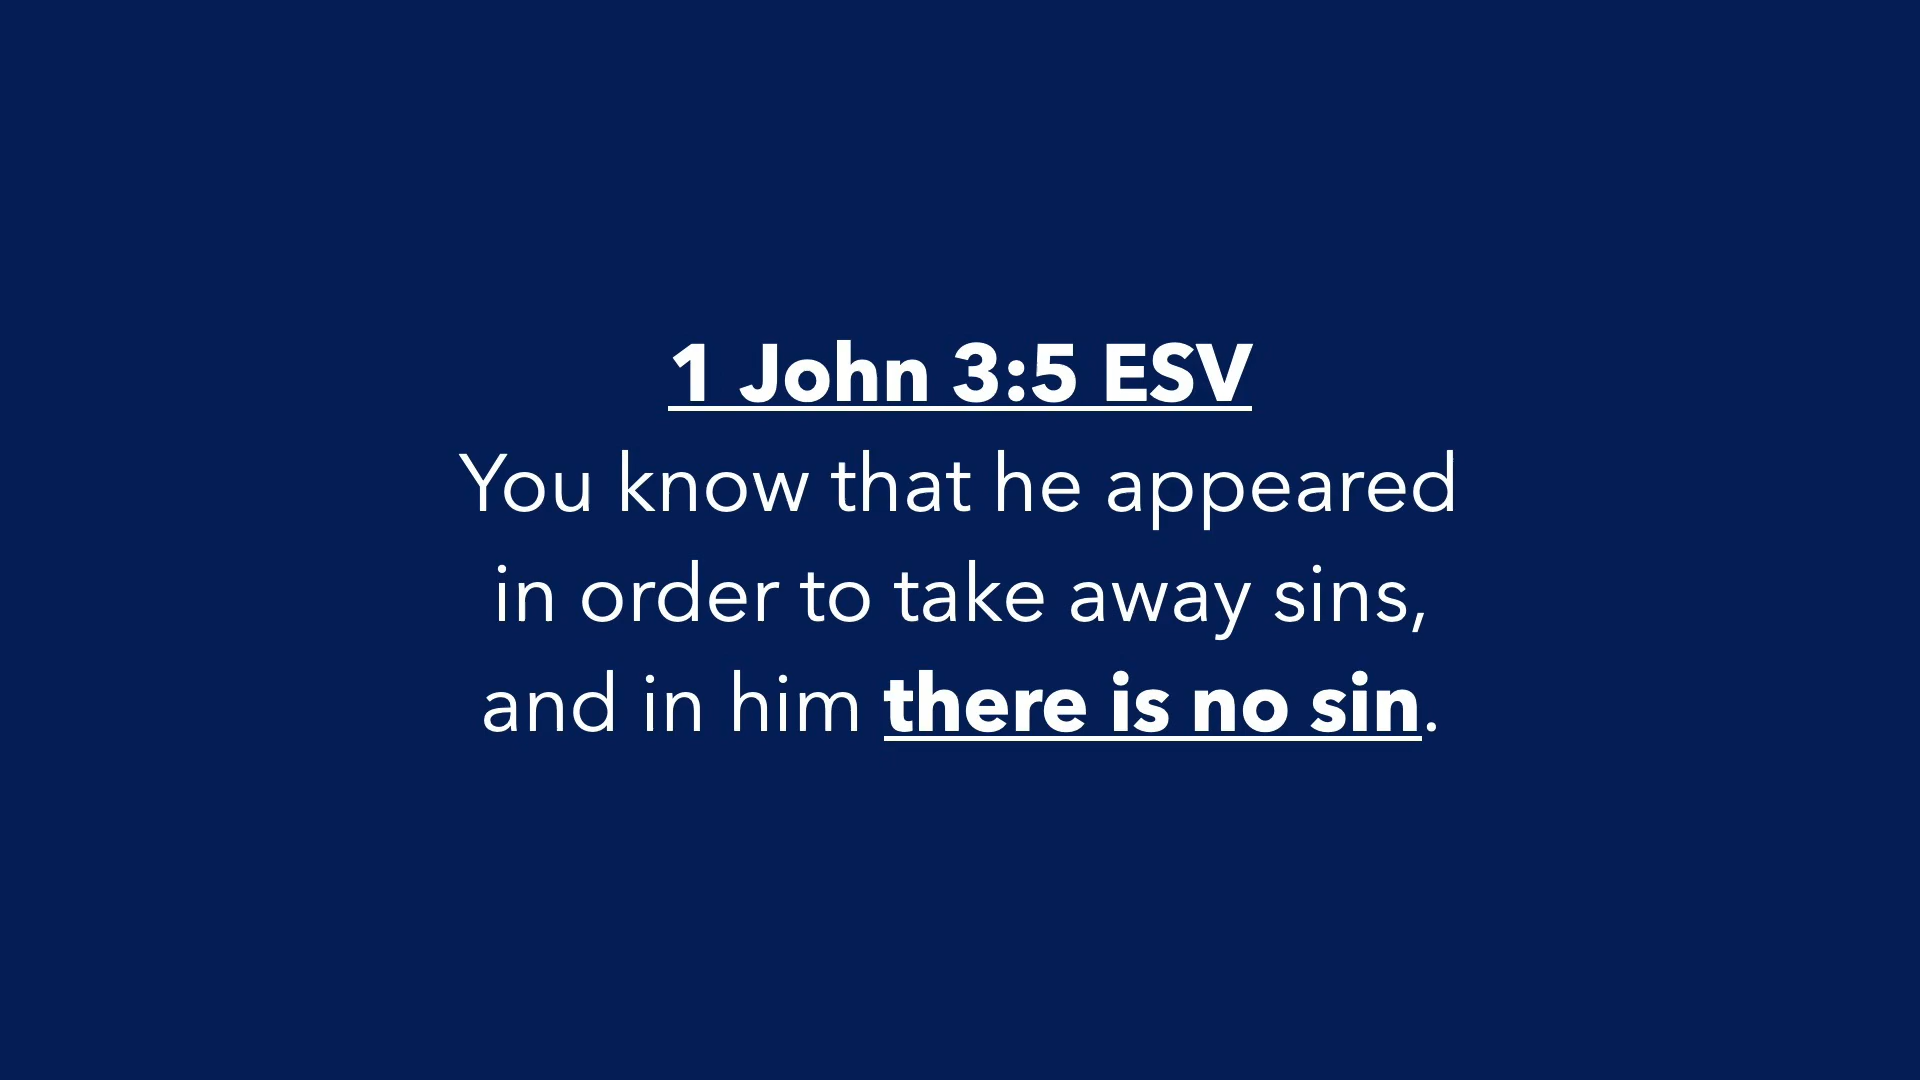 1 John 3:5 ESV
You know that he appeared
in order to take away sins,
and in him there is no sin.